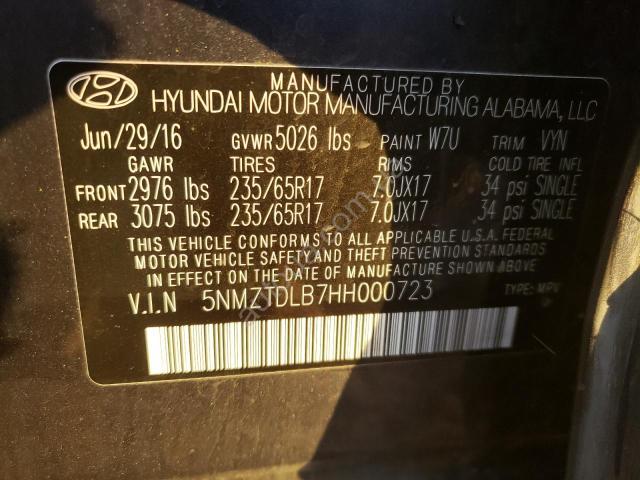 MANUFACTURED BY
HYUNDAI MOTOR MANUFACTURING ALABAMA, LLC
Jun/29/16 GVWR 5026 lbs PAINT W7U TRIM VYN
GAWR TIRES RIMS COLD TIRE INFL
FRONT 2976 lbs 235/65R17 7.0JX17 34 psi SINGLE
REAR 3075 lbs 235/65R17 7.0JX17 34 psi SINGLE
THIS VEHICLE CONFORMS TO ALL APPLICABLE U.S.A. FEDERAL
MOTOR VEHICLE SAFETY AND THEFT PREVENTION STANDARDS
IN EFFECT ON THE DATE OF MANUFACTURE SHOWN ABOVE.
V.I.N 5NMZTDLB7HH000723 TYPE: MPV